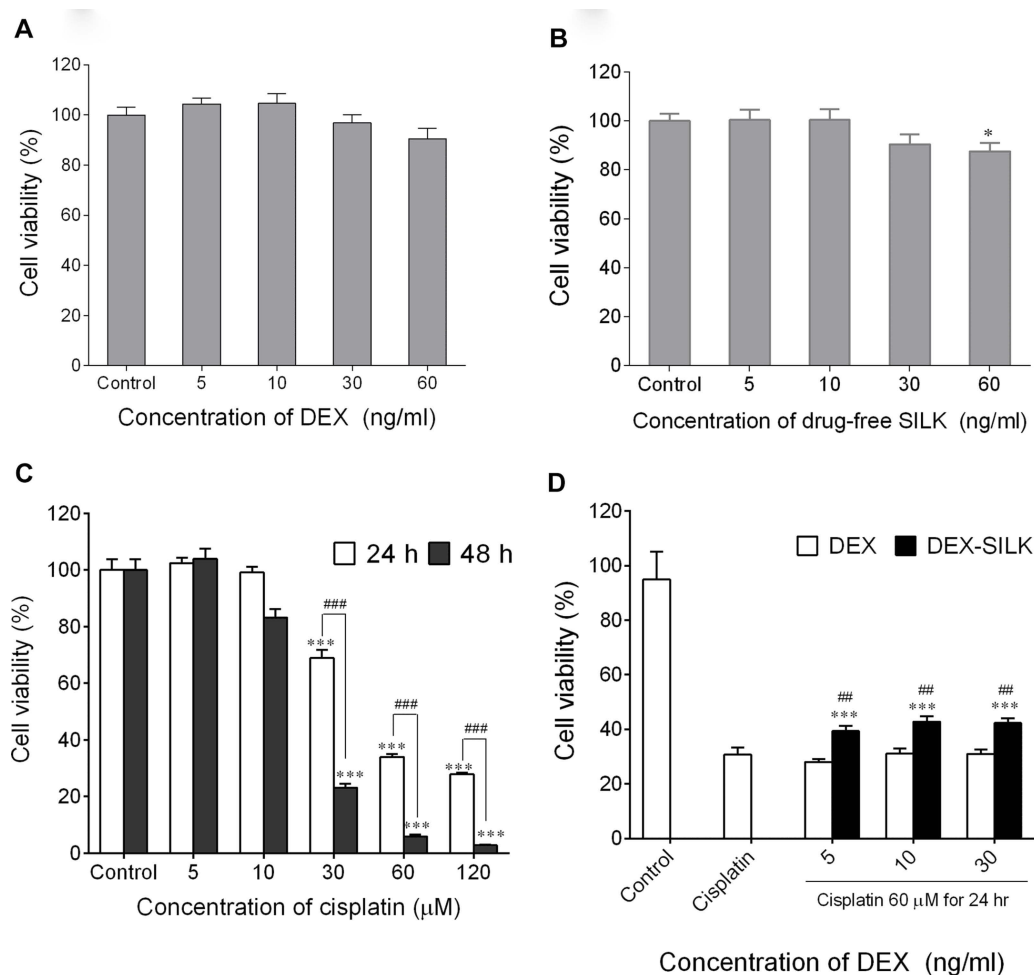 A
120
100
80
60
40
20
0
Cell viability (%)
Control 5 10 30 60
Concentration of DEX (ng/ml)
B
120
100
80
60
40
20
0
Cell viability (%)
*
Control 5 10 30 60
Concentration of drug-free SILK (ng/ml)
C
120
100
80
60
40
20
0
Cell viability (%)
24 h 48 h
###
***
***
###
***
***
###
***
***
Control 5 10 30 60 120
Concentration of cisplatin (μM)
D
120
100
80
60
40
20
0
Cell viability (%)
DEX DEX-SILK
## ## ##
*** *** ***
Control Cisplatin 5 10 30
Cisplatin 60 μM for 24 hr
Concentration of DEX (ng/ml)